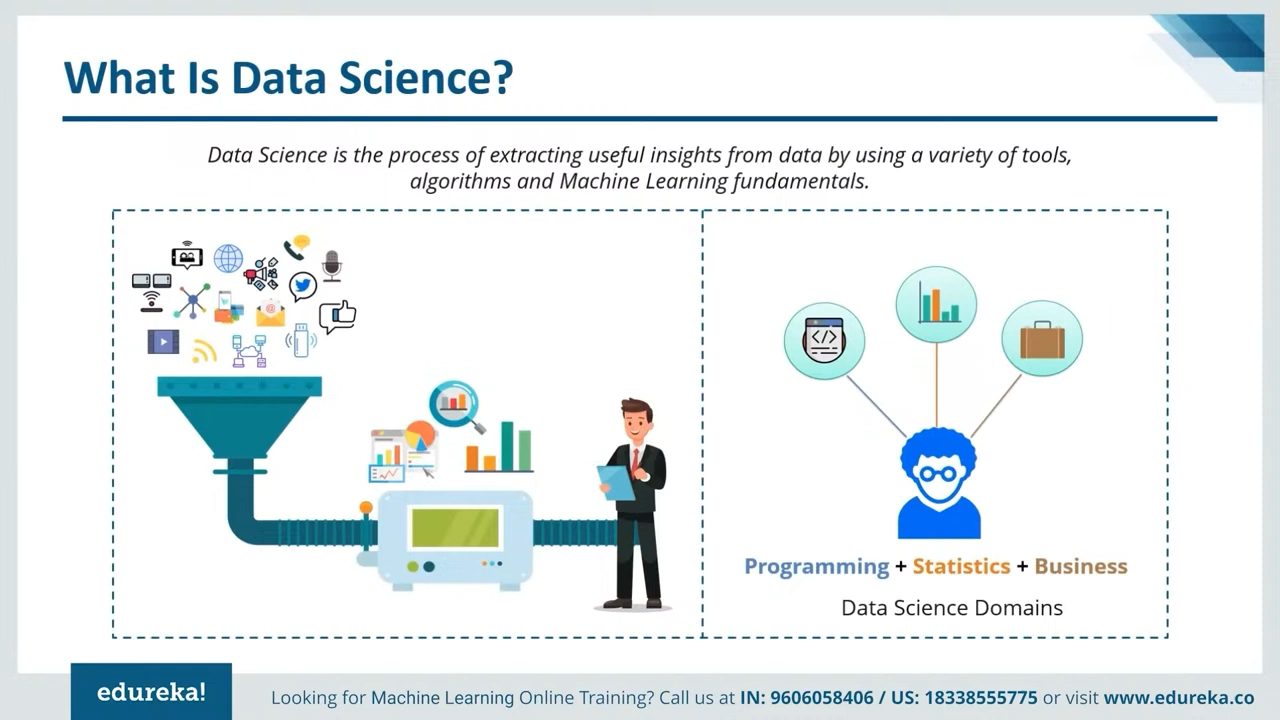 What Is Data Science?
Data Science is the process of extracting useful insights from data by using a variety of tools,
algorithms and Machine Learning fundamentals.
Programming + Statistics + Business
Data Science Domains
edureka!
Looking for Machine Learning Online Training? Call us at IN: 9606058406 / US: 18338555775 or visit www.edureka.co